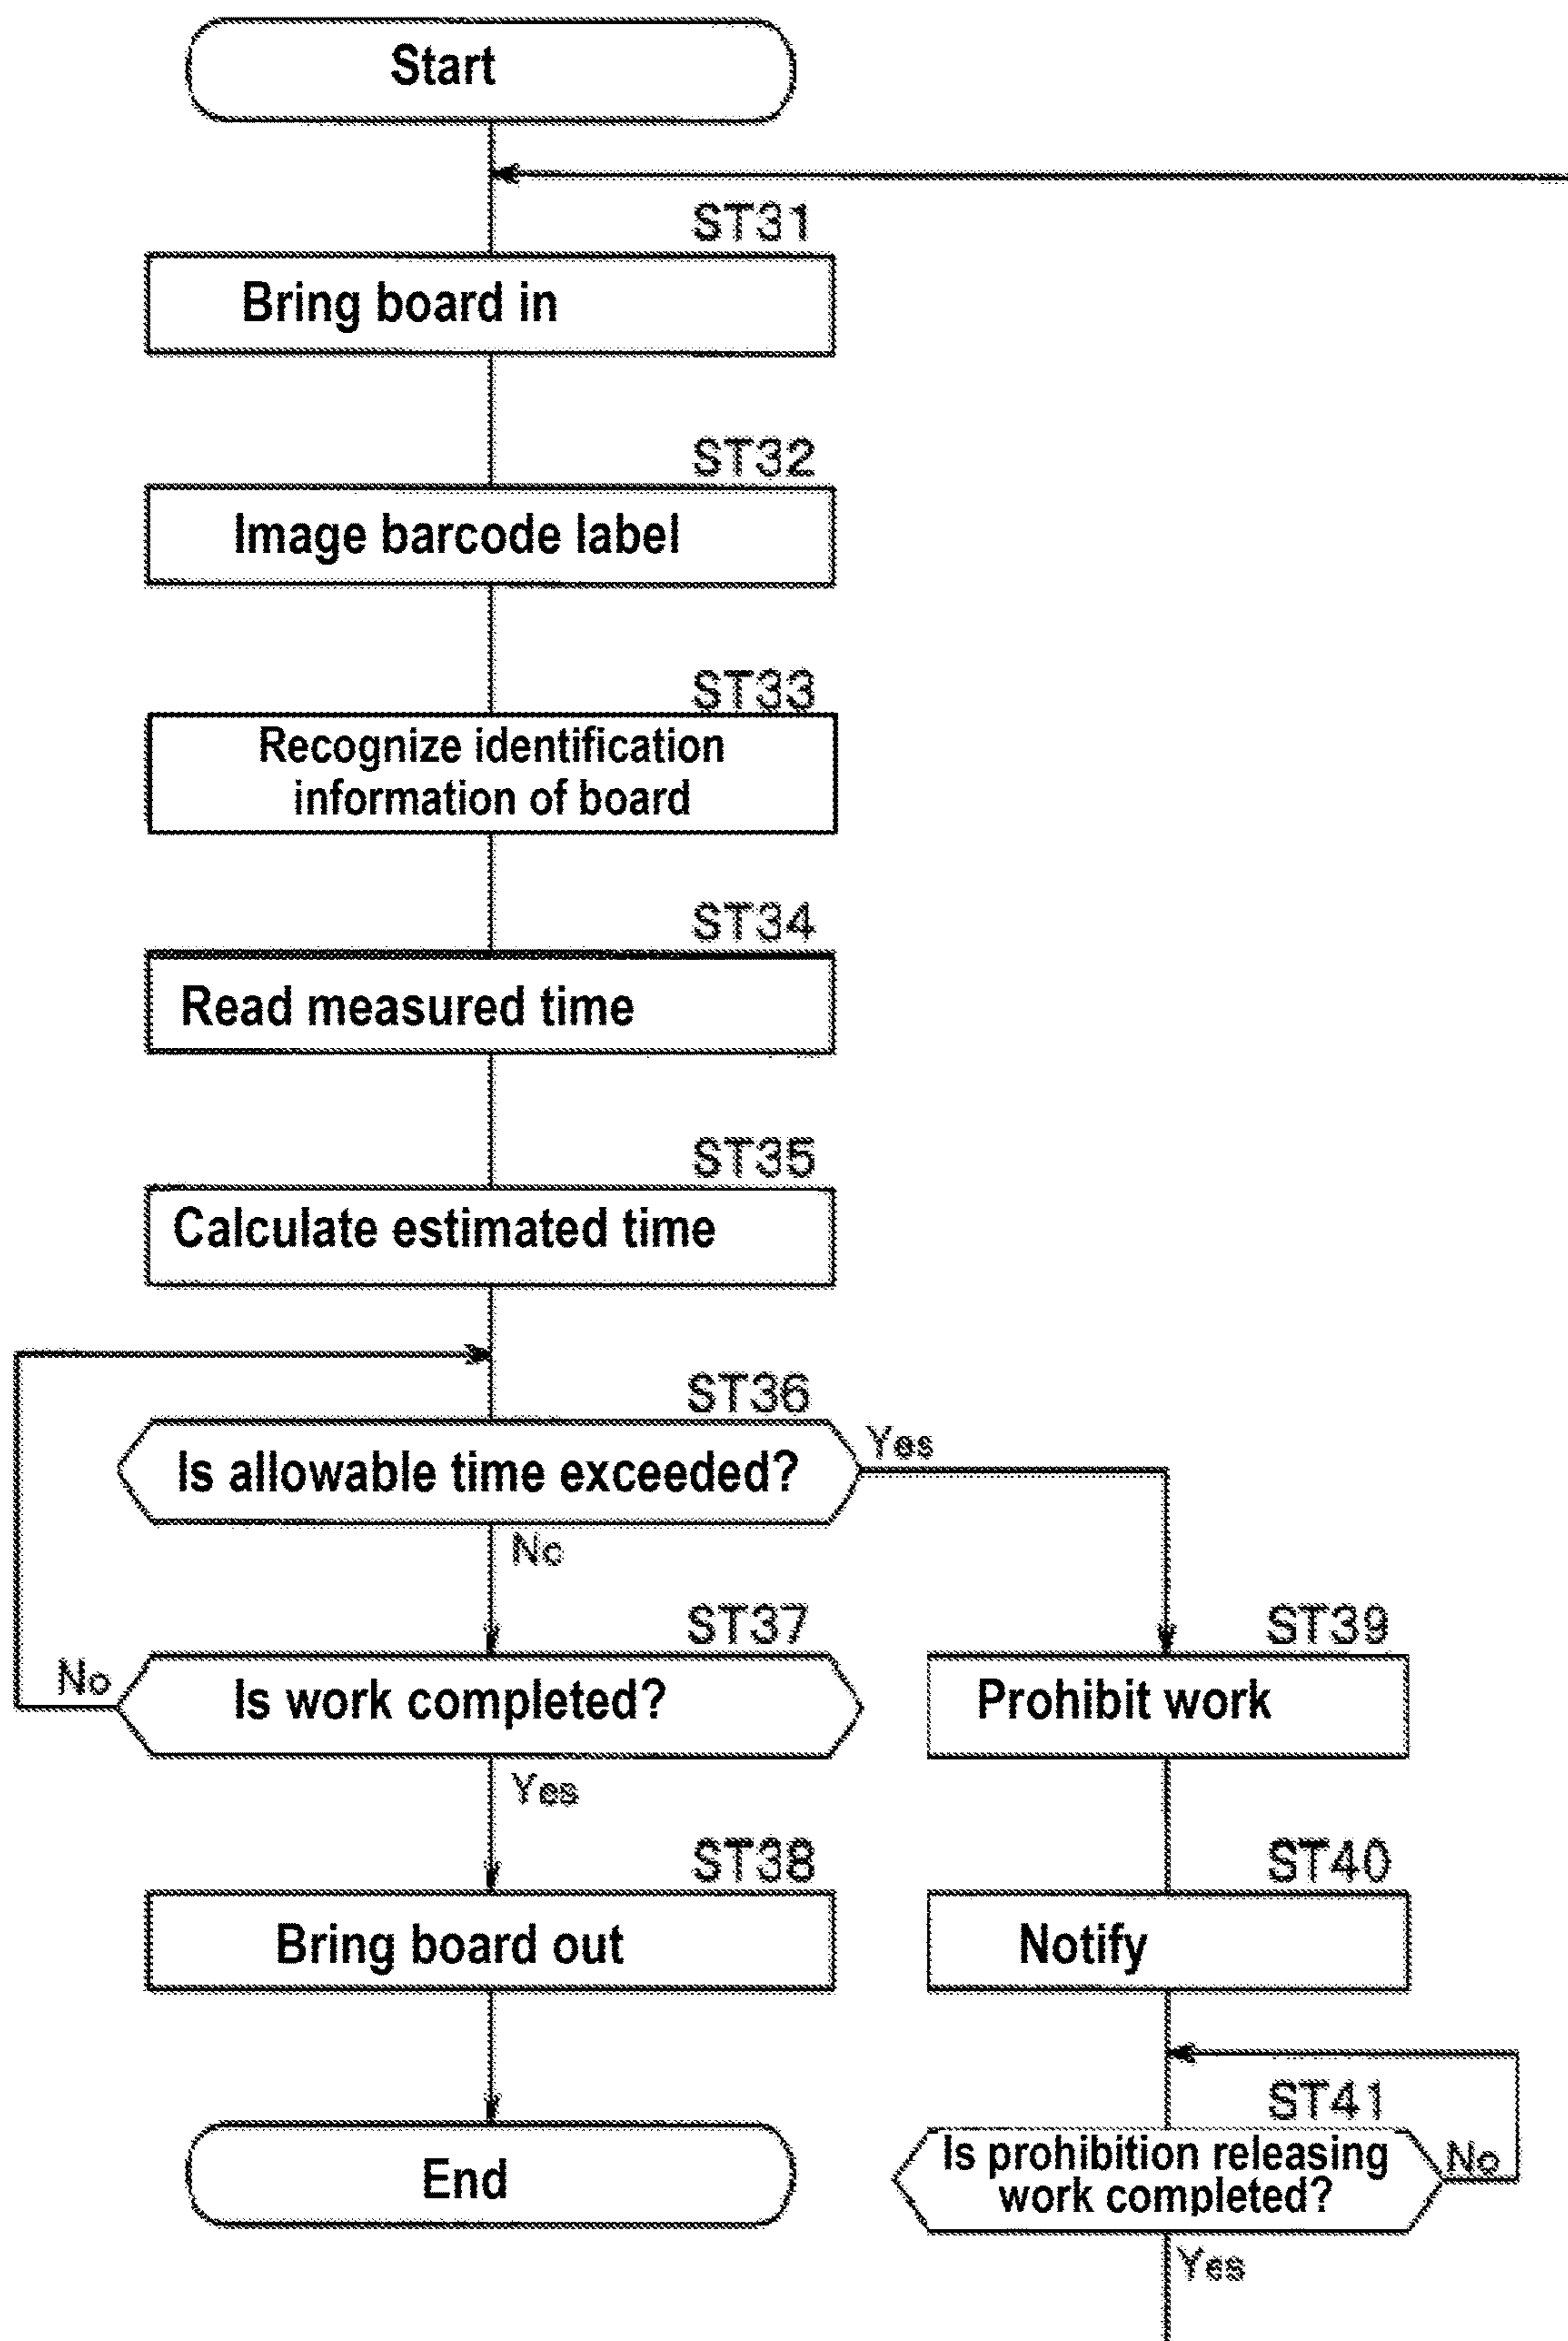 Start
ST31
Bring board in
ST32
Image barcode label
ST33
Recognize identification
information of board
ST34
Read measured time
ST35
Calculate estimated time
ST36
Is allowable time exceeded?
Yes
No
ST37
Is work completed?
No
Yes
ST38
Bring board out
End
ST39
Prohibit work
ST40
Notify
ST41
Is prohibition releasing
work completed?
No
Yes